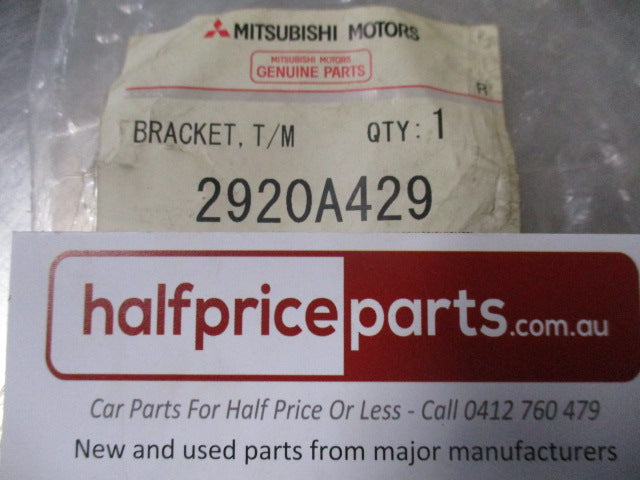 MITSUBISHI MOTORS
MITSUBISHI MOTORS
GENUINE PARTS
R
BRACKET, T/M QTY: 1
2920A429
halfpriceparts.com.au
Car Parts For Half Price Or Less - Call 0412 760 479
New and used parts from major manufacturers